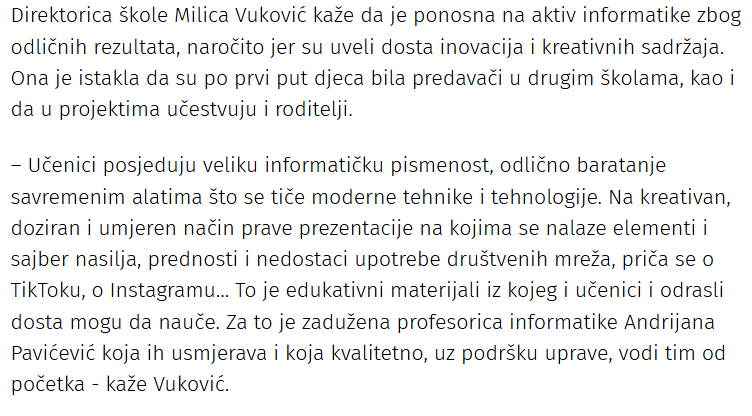 Direktorica škole Milica Vuković kaže da je ponosna na aktiv informatike zbog
odličnih rezultata, naročito jer su uveli dosta inovacija i kreativnih sadržaja.
Ona je istakla da su po prvi put djeca bila predavači u drugim školama, kao i
da u projektima učestvuju i roditelji.
– Učenici posjeduju veliku informatičku pismenost, odlično baratanje
savremenim alatima što se tiče moderne tehnike i tehnologije. Na kreativan,
doziran i umjeren način prave prezentacije na kojima se nalaze elementi i
sajber nasilja, prednosti i nedostaci upotrebe društvenih mreža, priča se o
TikToku, o Instagramu... To je edukativni materijali iz kojeg i učenici i odrasli
dosta mogu da nauče. Za to je zadužena profesorica informatike Andrijana
Pavićević koja ih usmjerava i koja kvalitetno, uz podršku uprave, vodi tim od
početka - kaže Vuković.